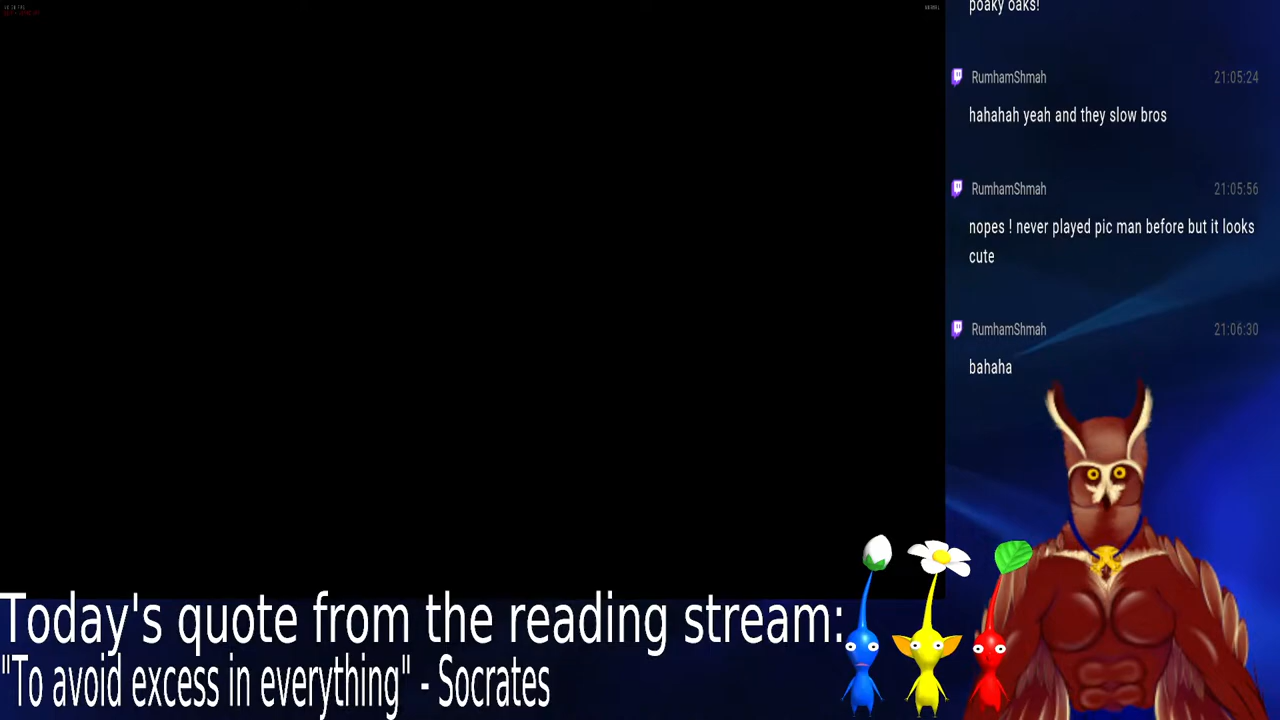 poaky oaks!
RumhamShmah 21:05:24
hahahah yeah and they slow bros
RumhamShmah 21:05:56
nopes ! never played pic man before but it looks
cute
RumhamShmah 21:06:30
bahaha
Today's quote from the reading stream:
"To avoid excess in everything" - Socrates